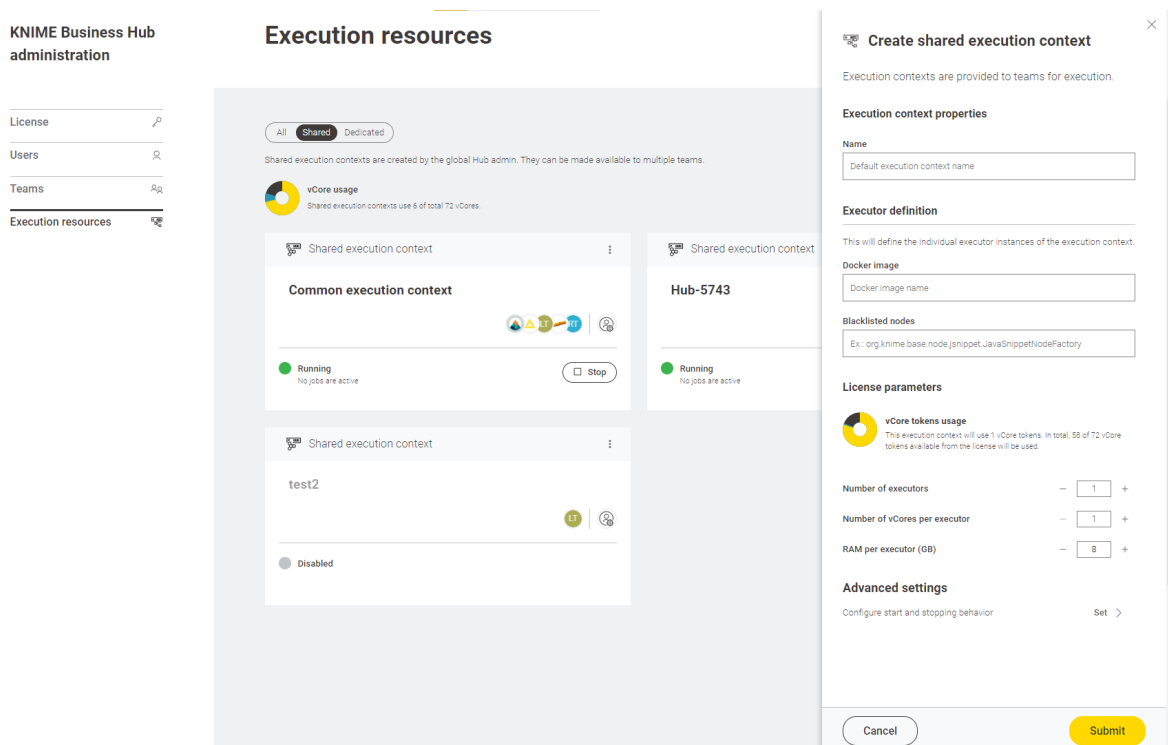 KNIME Business Hub
administration
License
Users
Teams
Execution resources
Execution resources
All Shared Dedicated
Shared execution contexts are created by the global Hub admin. They can be made available to multiple teams.
vCore usage
Shared execution contexts use 6 of total 72 vCores.
Shared execution context
Common execution context
LT RT
Running
No jobs are active
Stop
Shared execution context
Hub-5743
Running
No jobs are active
Shared execution context
test2
LT
Disabled
Create shared execution context
Execution contexts are provided to teams for execution.
Execution context properties
Name
Default execution context name
Executor definition
This will define the individual executor instances of the execution context.
Docker image
Docker image name
Blacklisted nodes
Ex.: org.knime.base.node.jsnippet.JavaSnippetNodeFactory
License parameters
vCore tokens usage
This execution context will use 1 vCore tokens. In total, 58 of 72 vCore
tokens available from the license will be used.
Number of executors – 1 +
Number of vCores per executor – 1 +
RAM per executor (GB) – 8 +
Advanced settings
Configure start and stopping behavior Set
Cancel Submit